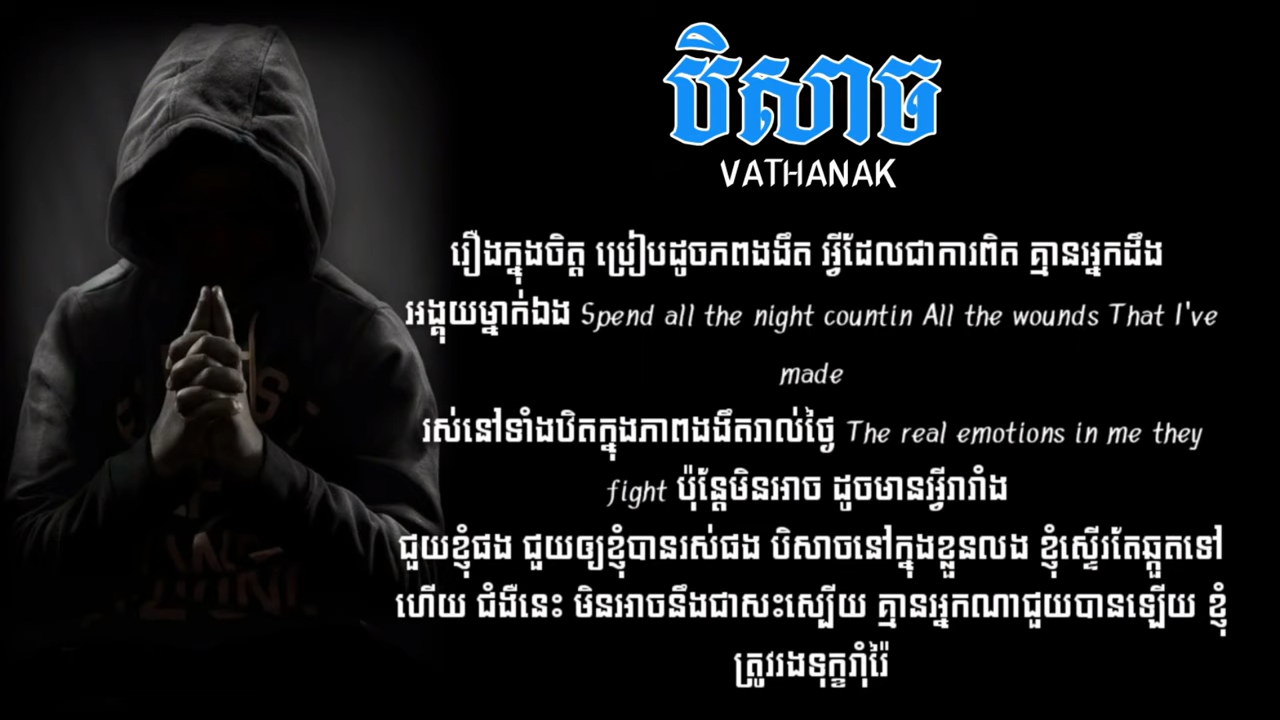 បិសាច
VATHANAK
រឿងក្នុងចិត្ត ប្រៀបដូចភពងងឹត អ្វីដែលជាការពិត គ្មានអ្នកដឹង
អង្គុយម្នាក់ឯង Spend all the night countin All the wounds That I've
made
រស់នៅទាំងឋិតក្នុងភាពងងឹតរាល់ថ្ងៃ The real emotions in me they
fight ប៉ុន្តែមិនអាច ដូចមានអ្វីរារាំង
ជួយខ្ញុំផង ជួយឲ្យខ្ញុំបានរស់ផង បិសាចនៅក្នុងខ្លួនលង ខ្ញុំស្ទើរតែឆ្កួតទៅ
ហើយ ជំងឺនេះ មិនអាចនឹងជាសះស្បើយ គ្មានអ្នកណាជួយបានឡើយ ខ្ញុំ
ត្រូវរងទុក្ខរាុំរ៉ៃ